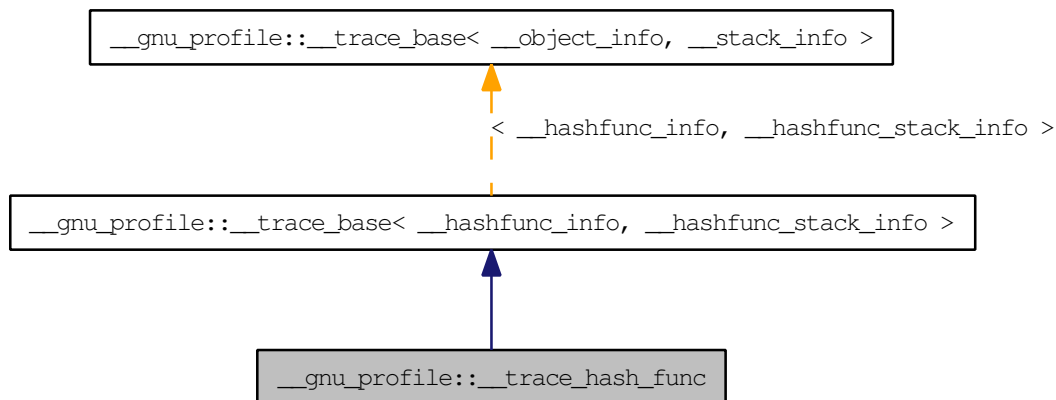 __gnu_profile::__trace_base< __object_info, __stack_info >
< __hashfunc_info, __hashfunc_stack_info >
__gnu_profile::__trace_base< __hashfunc_info, __hashfunc_stack_info >
__gnu_profile::__trace_hash_func